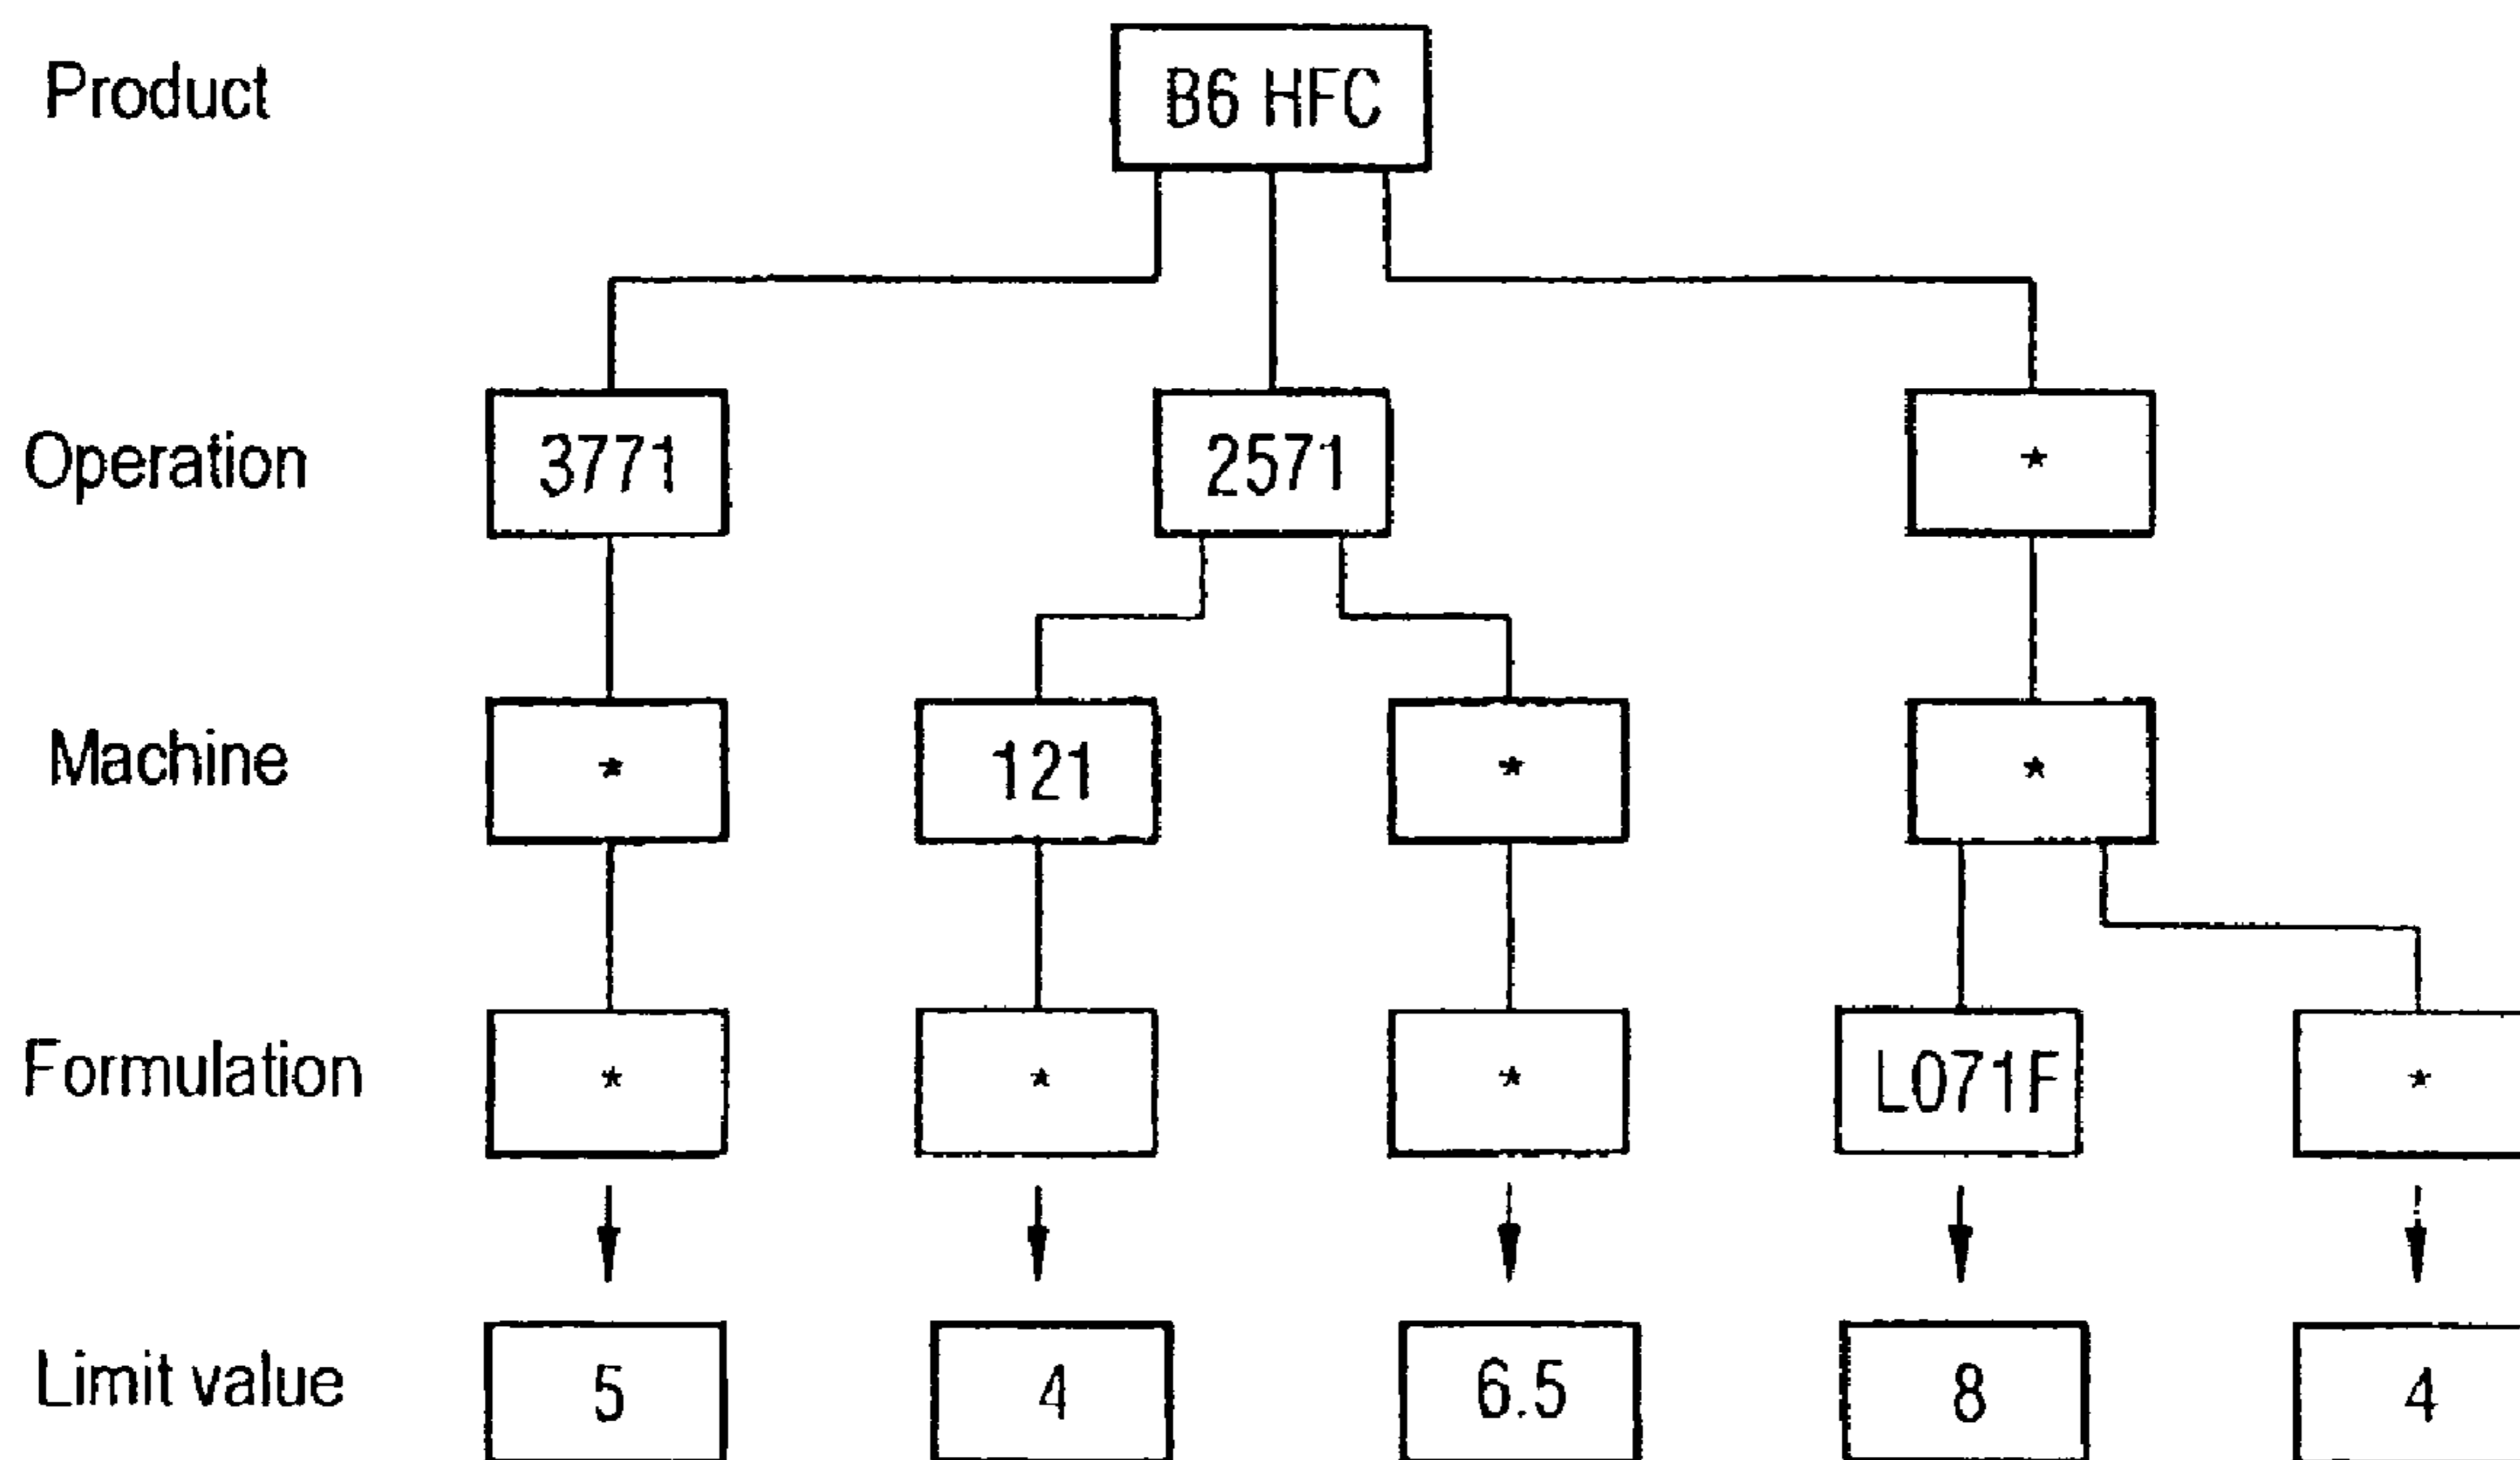 Product B6 HFC
Operation 3771 2571 *
Machine * 121 * *
Formulation * * * L071F *
Limit value 5 4 6.5 8 4